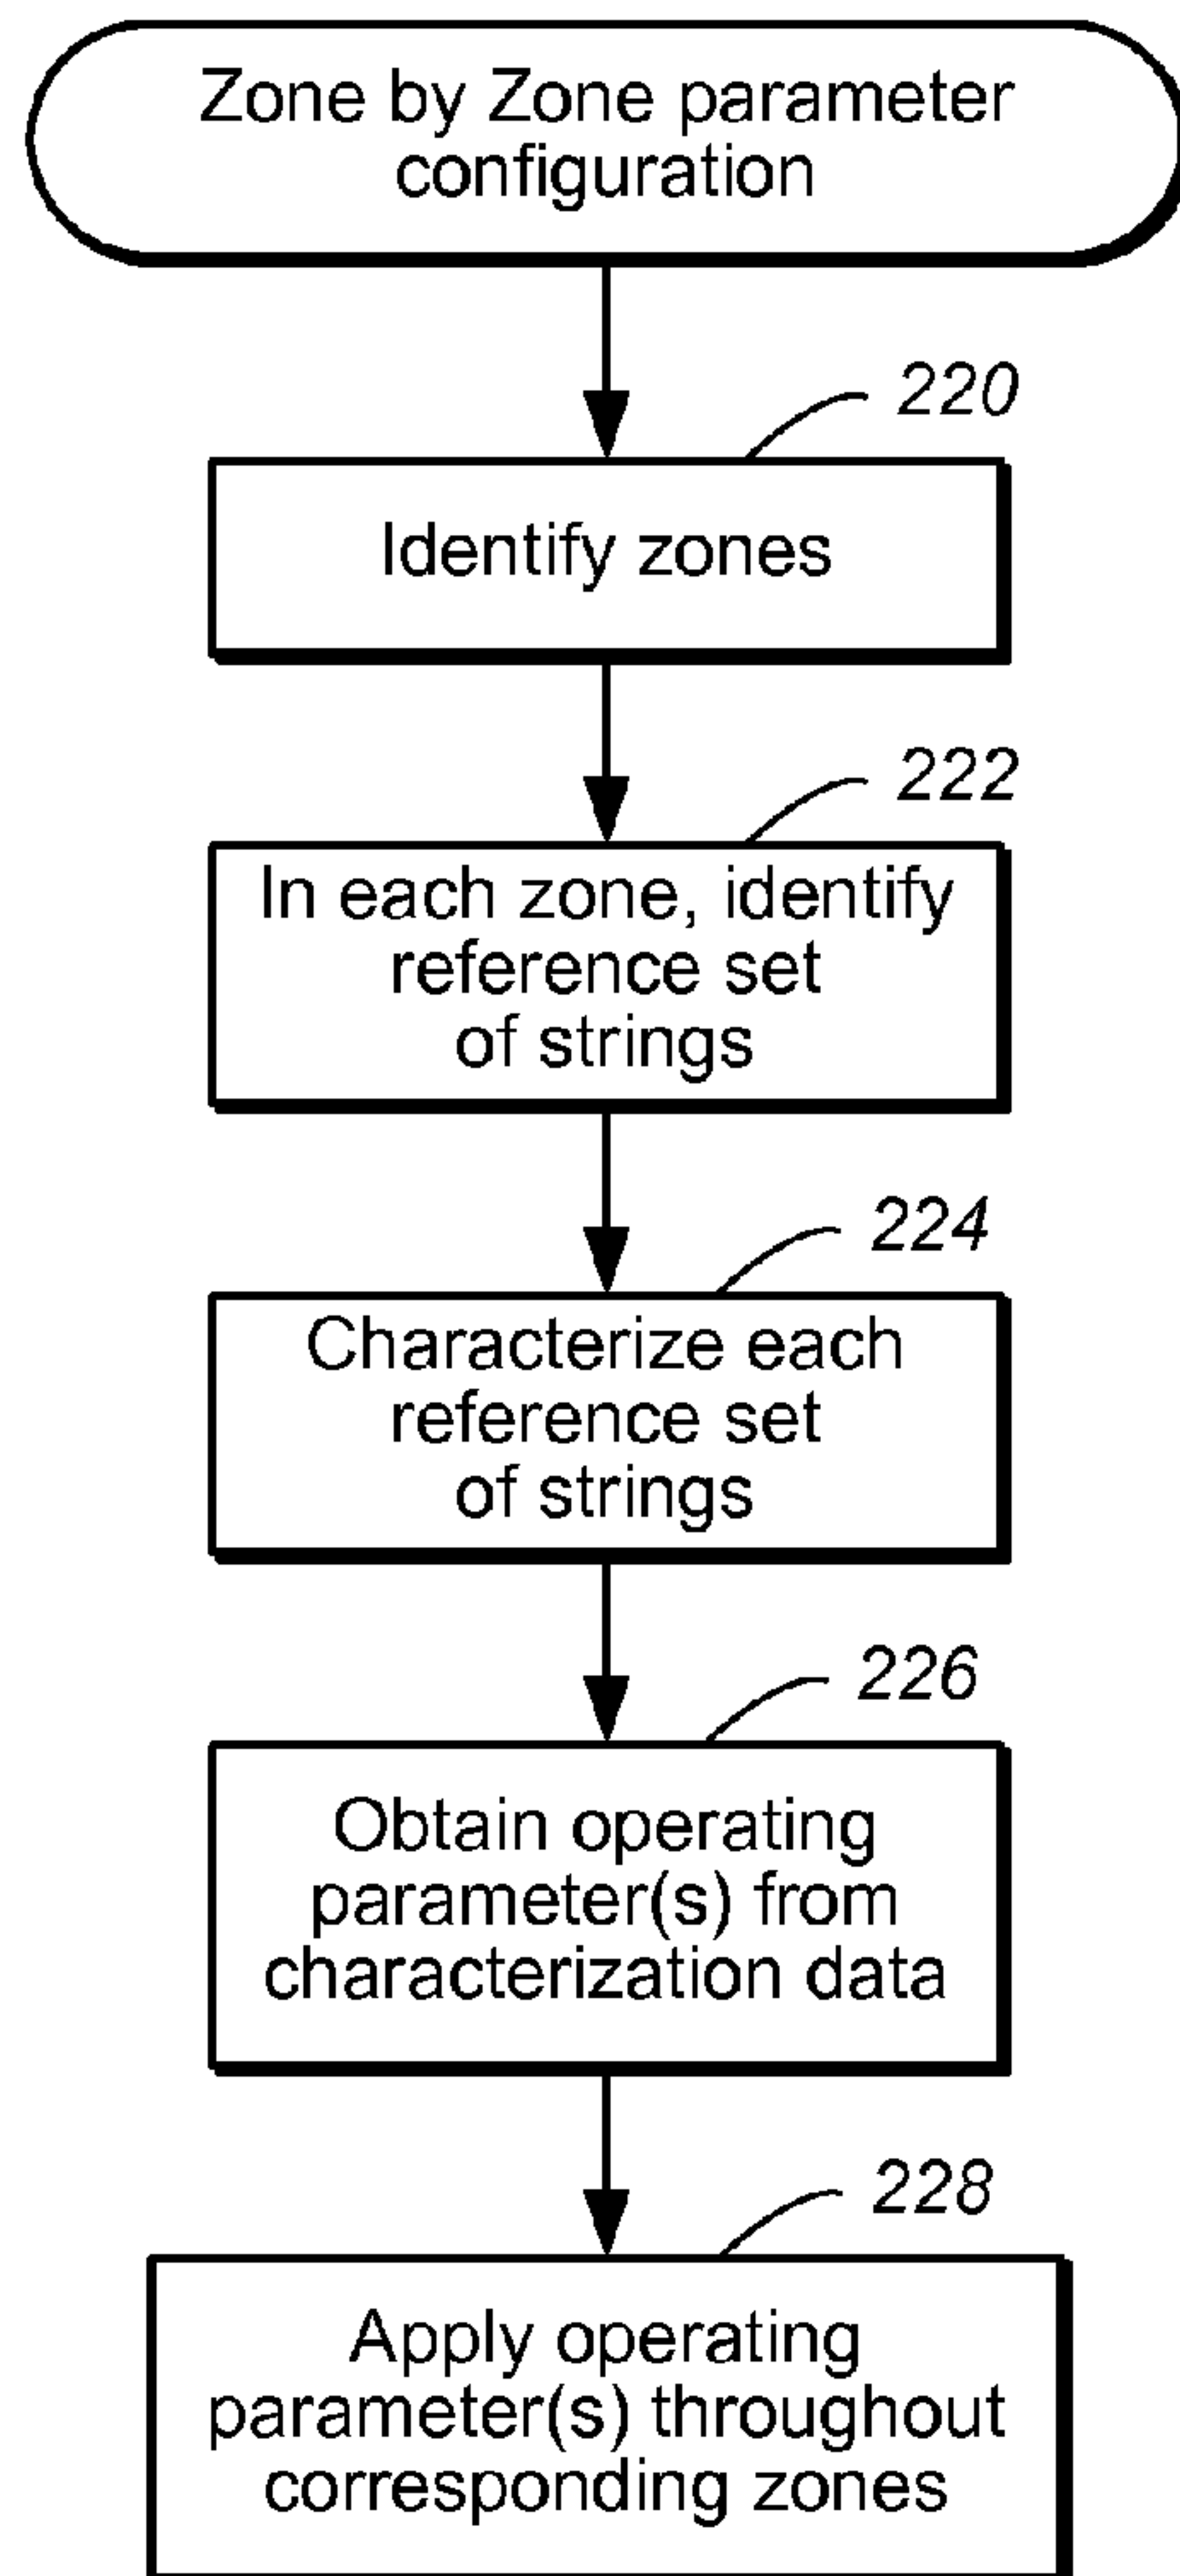 Zone by Zone parameter
configuration
220
Identify zones
222
In each zone, identify
reference set
of strings
224
Characterize each
reference set
of strings
226
Obtain operating
parameter(s) from
characterization data
228
Apply operating
parameter(s) throughout
corresponding zones